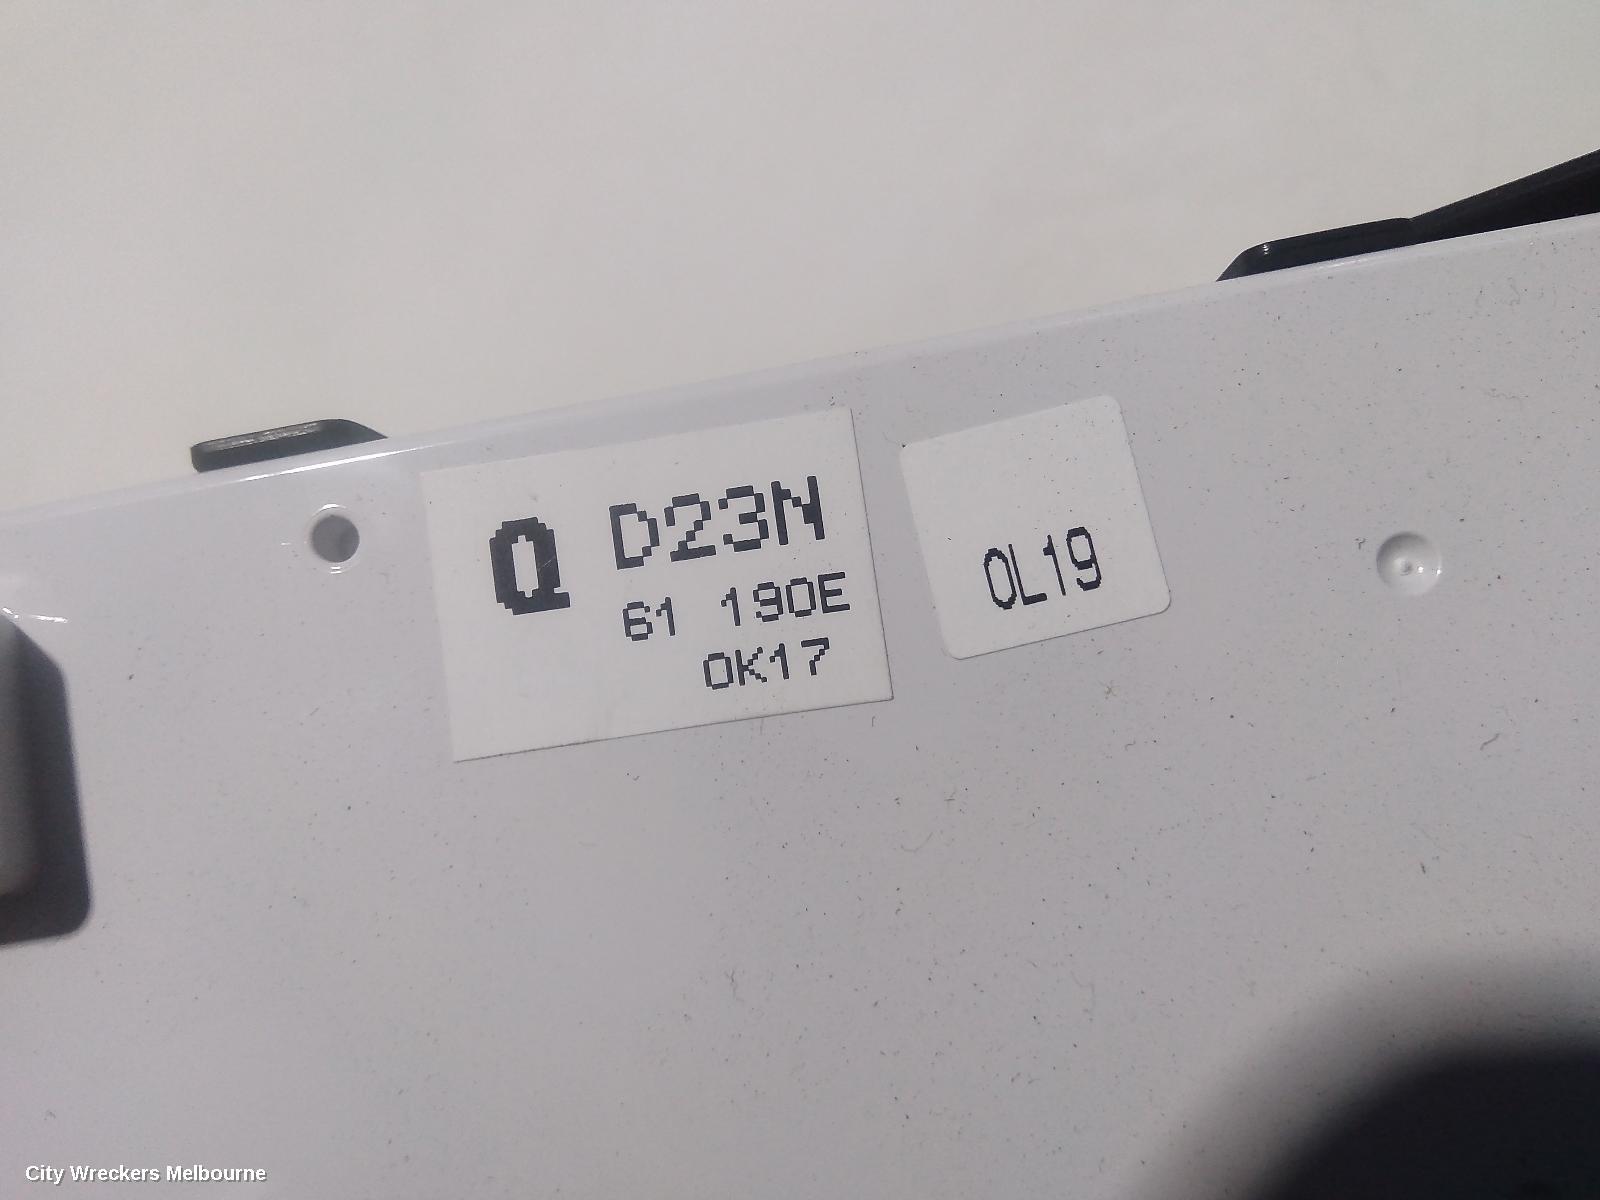 Q D23N
61 190E
0K17
0L19
City Wreckers Melbourne